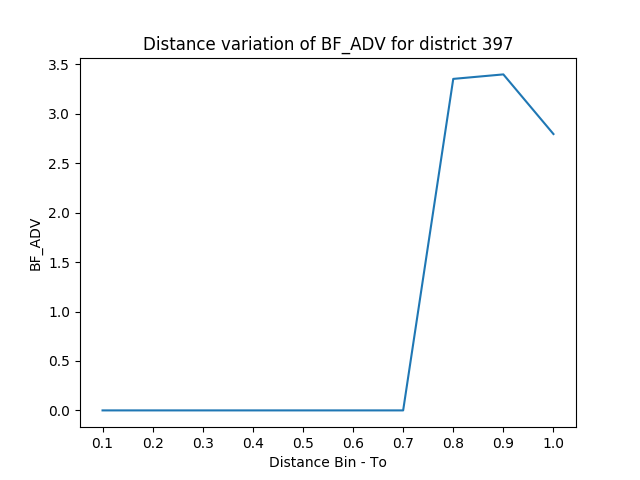 Distance variation of BF_ADV for district 397
3.5
3.0
2.5
2.0
1.5
1.0
0.5
0.0
BF_ADV
0.1 0.2 0.3 0.4 0.5 0.6 0.7 0.8 0.9 1.0
Distance Bin - To